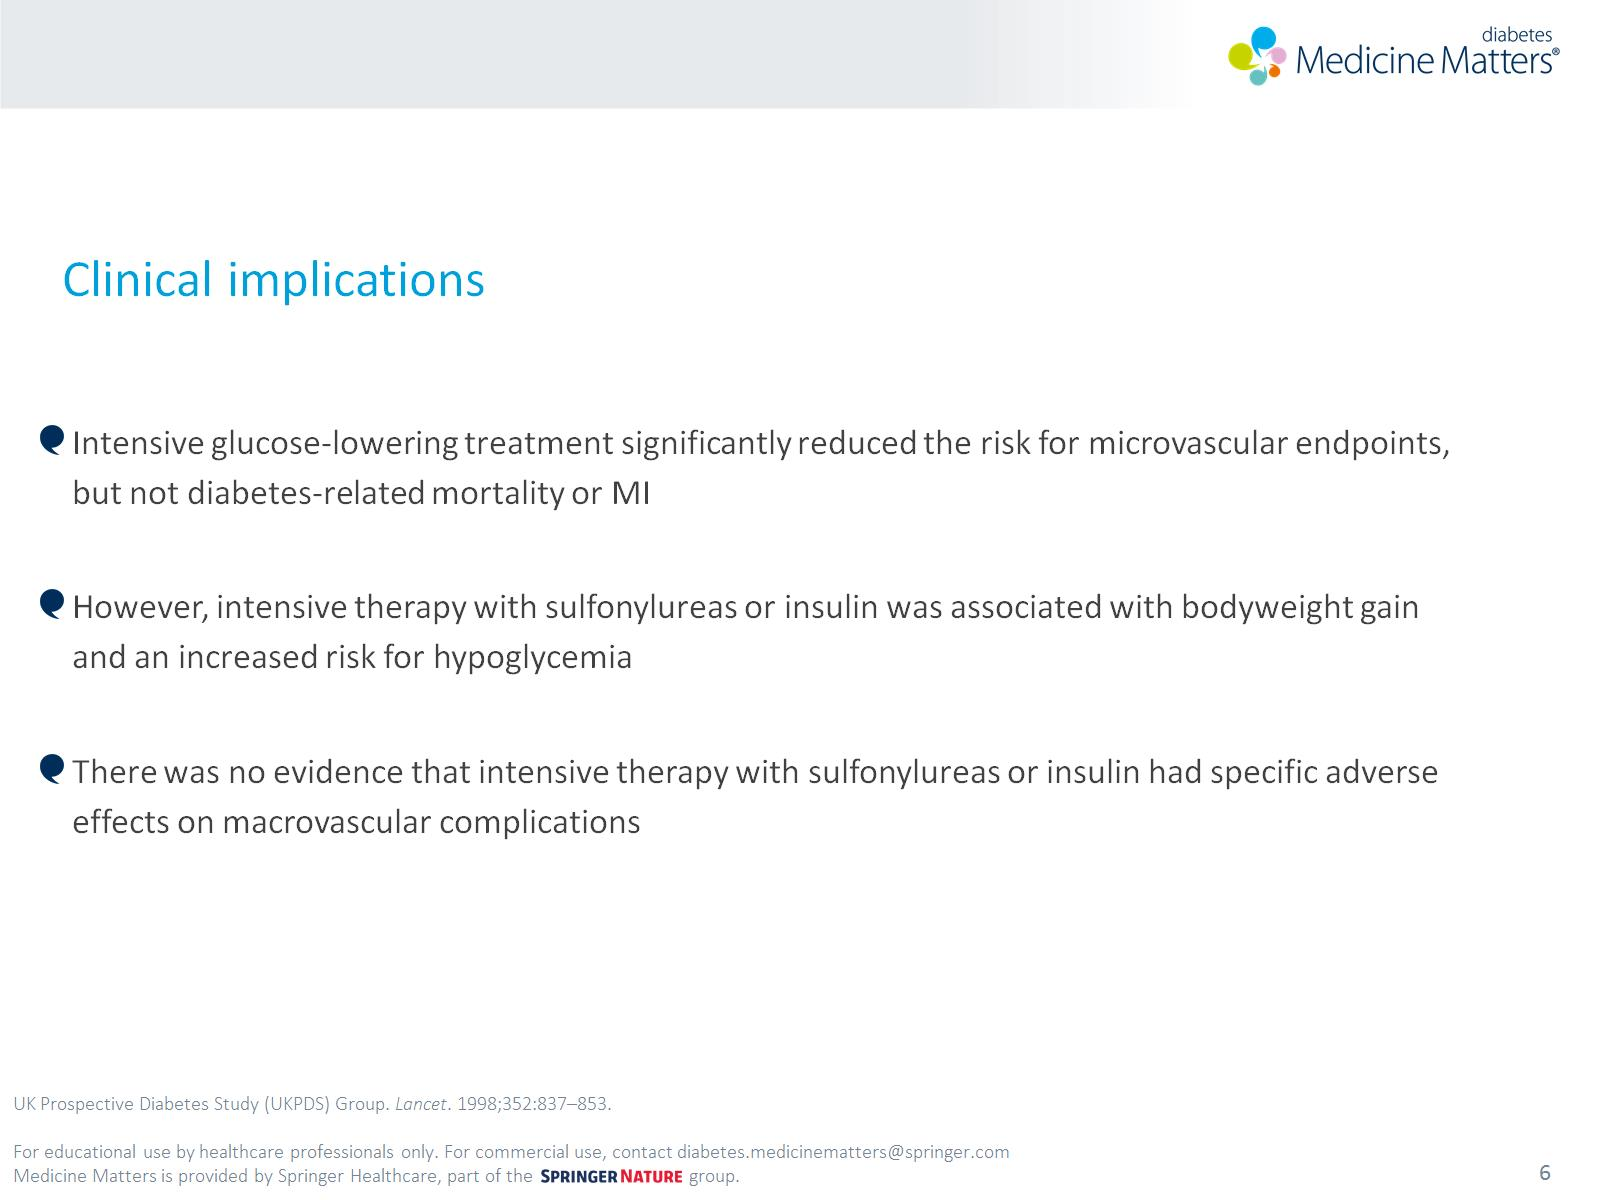 diabetes
Medicine Matters®
Clinical implications
Intensive glucose-lowering treatment significantly reduced the risk for microvascular endpoints,
but not diabetes-related mortality or MI
However, intensive therapy with sulfonylureas or insulin was associated with bodyweight gain
and an increased risk for hypoglycemia
There was no evidence that intensive therapy with sulfonylureas or insulin had specific adverse
effects on macrovascular complications
UK Prospective Diabetes Study (UKPDS) Group. Lancet. 1998;352:837–853.
For educational use by healthcare professionals only. For commercial use, contact diabetes.medicinematters@springer.com
Medicine Matters is provided by Springer Healthcare, part of the SPRINGER NATURE group.
6